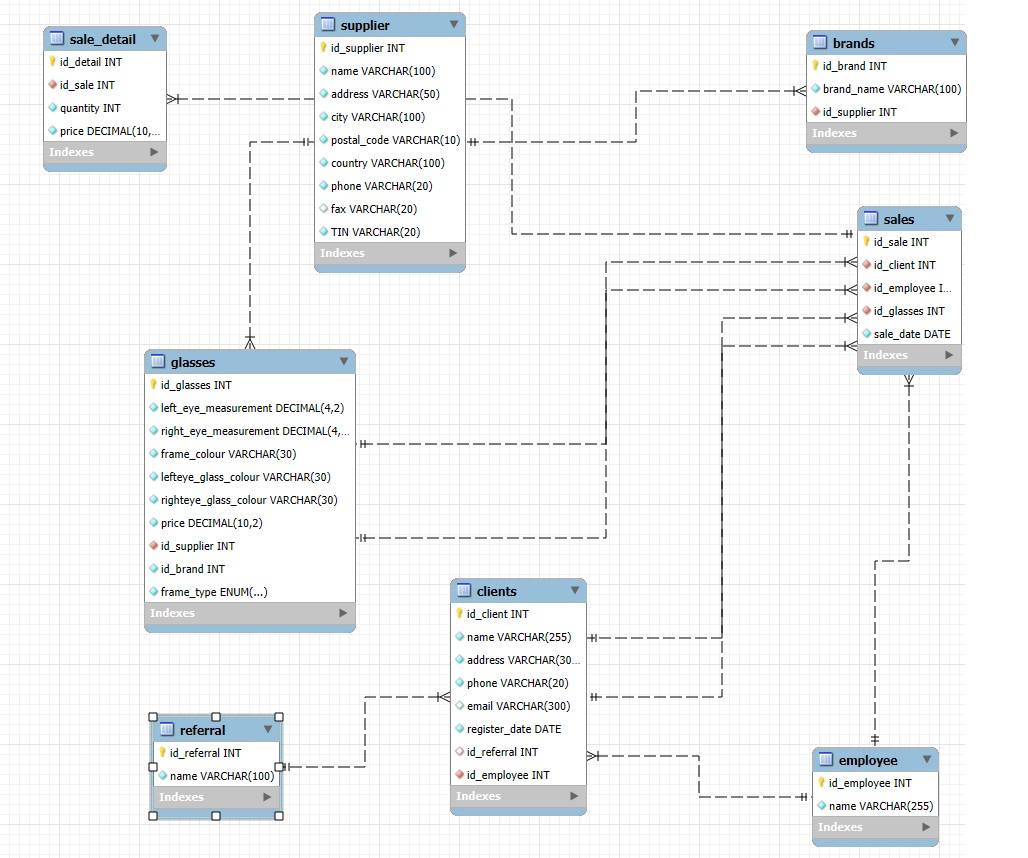 sale_detail
id_detail INT
id_sale INT
quantity INT
price DECIMAL(10,...
Indexes
supplier
id_supplier INT
name VARCHAR(100)
address VARCHAR(50)
city VARCHAR(100)
postal_code VARCHAR(10)
country VARCHAR(100)
phone VARCHAR(20)
fax VARCHAR(20)
TIN VARCHAR(20)
Indexes
brands
id_brand INT
brand_name VARCHAR(100)
id_supplier INT
Indexes
sales
id_sale INT
id_client INT
id_employee I...
id_glasses INT
sale_date DATE
Indexes
glasses
id_glasses INT
left_eye_measurement DECIMAL(4,2)
right_eye_measurement DECIMAL(4,...
frame_colour VARCHAR(30)
lefteye_glass_colour VARCHAR(30)
righteye_glass_colour VARCHAR(30)
price DECIMAL(10,2)
id_supplier INT
id_brand INT
frame_type ENUM(...)
Indexes
clients
id_client INT
name VARCHAR(255)
address VARCHAR(30...
phone VARCHAR(20)
email VARCHAR(300)
register_date DATE
id_referral INT
id_employee INT
Indexes
referral
id_referral INT
name VARCHAR(100)
Indexes
employee
id_employee INT
name VARCHAR(255)
Indexes